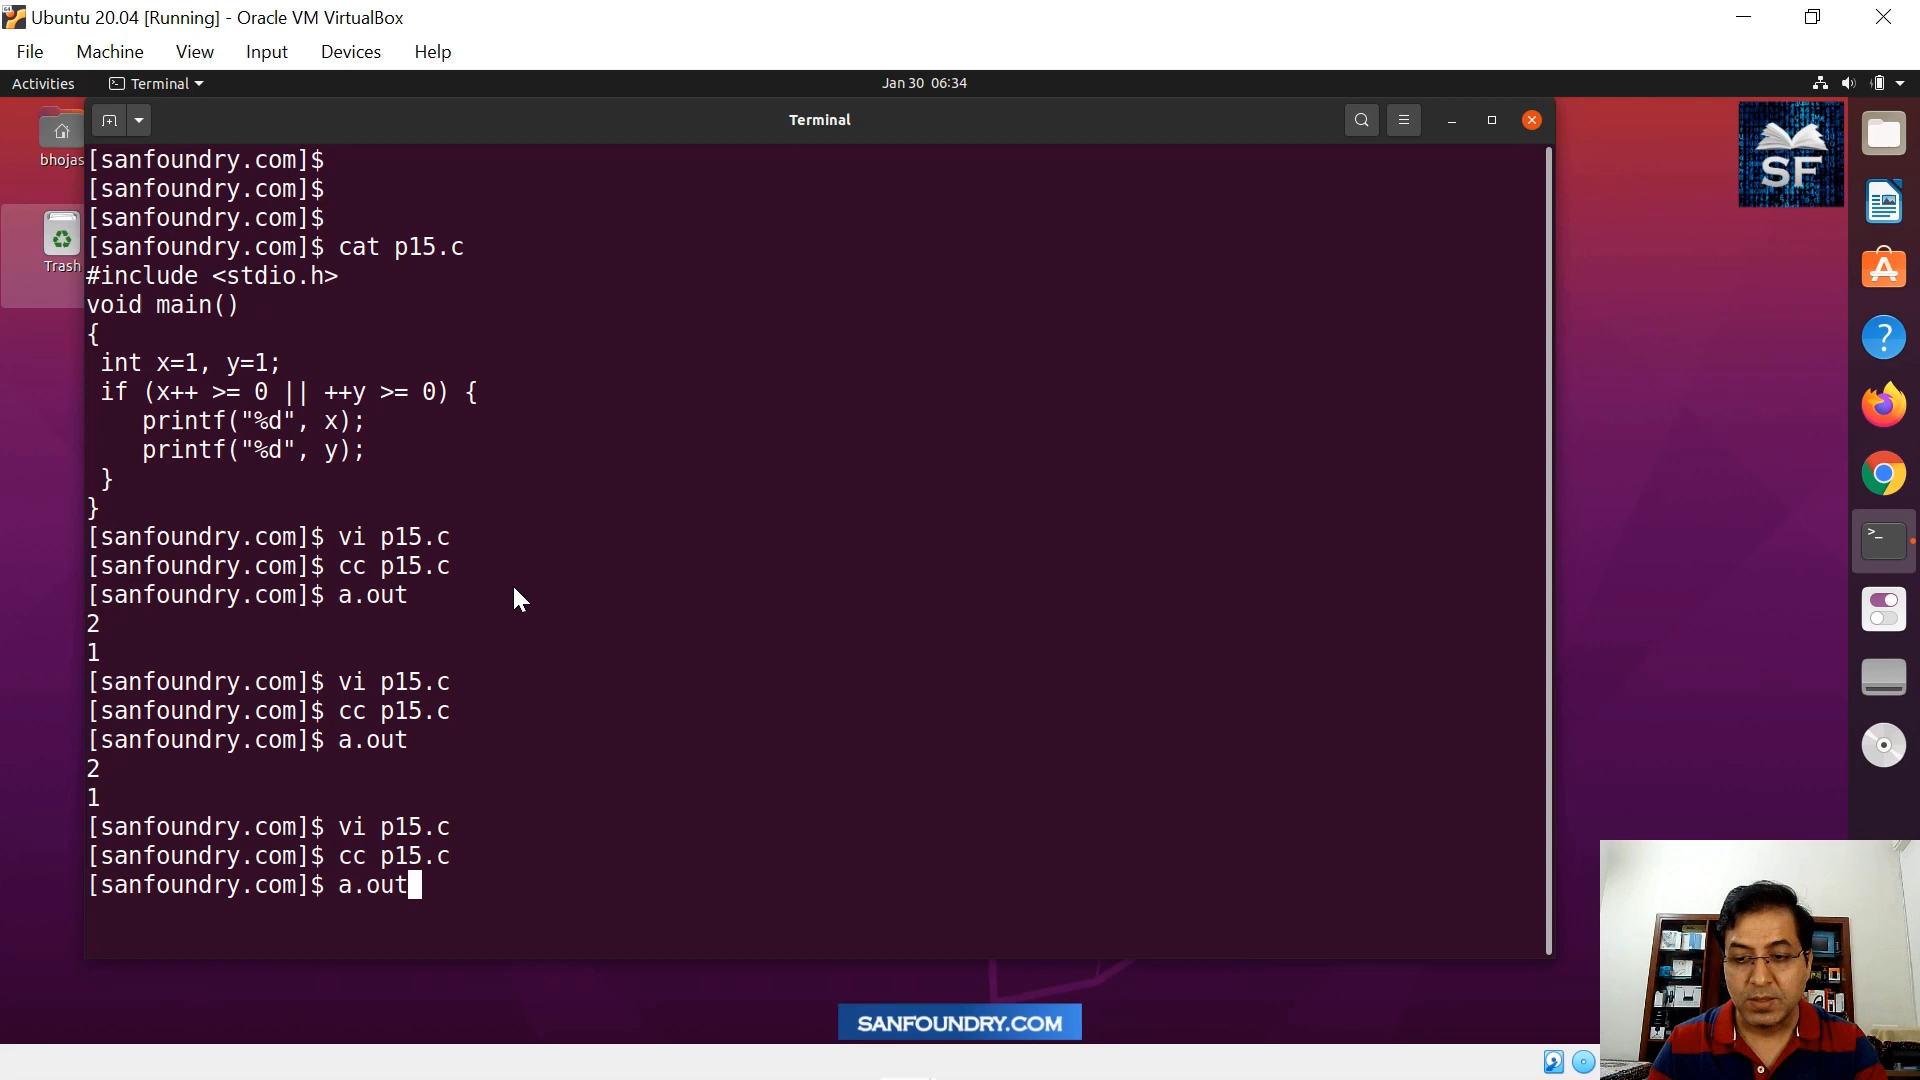 Ubuntu 20.04 [Running] - Oracle VM VirtualBox
File Machine View Input Devices Help
Activities Terminal Jan 30 06:34
Terminal
bhojas
Trash
SF
[sanfoundry.com]$
[sanfoundry.com]$
[sanfoundry.com]$
[sanfoundry.com]$ cat p15.c
#include <stdio.h>
void main()
{
 int x=1, y=1;
 if (x++ >= 0 || ++y >= 0) {
    printf("%d", x);
    printf("%d", y);
 }
}
[sanfoundry.com]$ vi p15.c
[sanfoundry.com]$ cc p15.c
[sanfoundry.com]$ a.out
2
1
[sanfoundry.com]$ vi p15.c
[sanfoundry.com]$ cc p15.c
[sanfoundry.com]$ a.out
2
1
[sanfoundry.com]$ vi p15.c
[sanfoundry.com]$ cc p15.c
[sanfoundry.com]$ a.out
SANFOUNDRY.COM